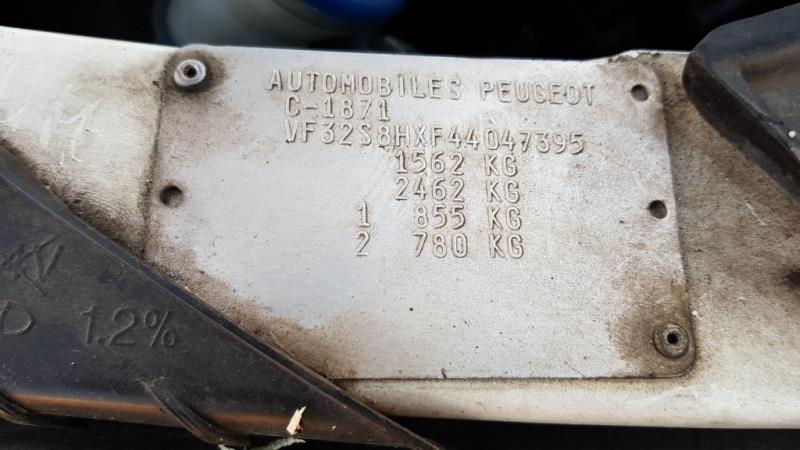 AUTOMOBILES PEUGEOT
C-1871
VF32S8HXF44047395
1562 KG
2462 KG
1 855 KG
2 780 KG
1.2%